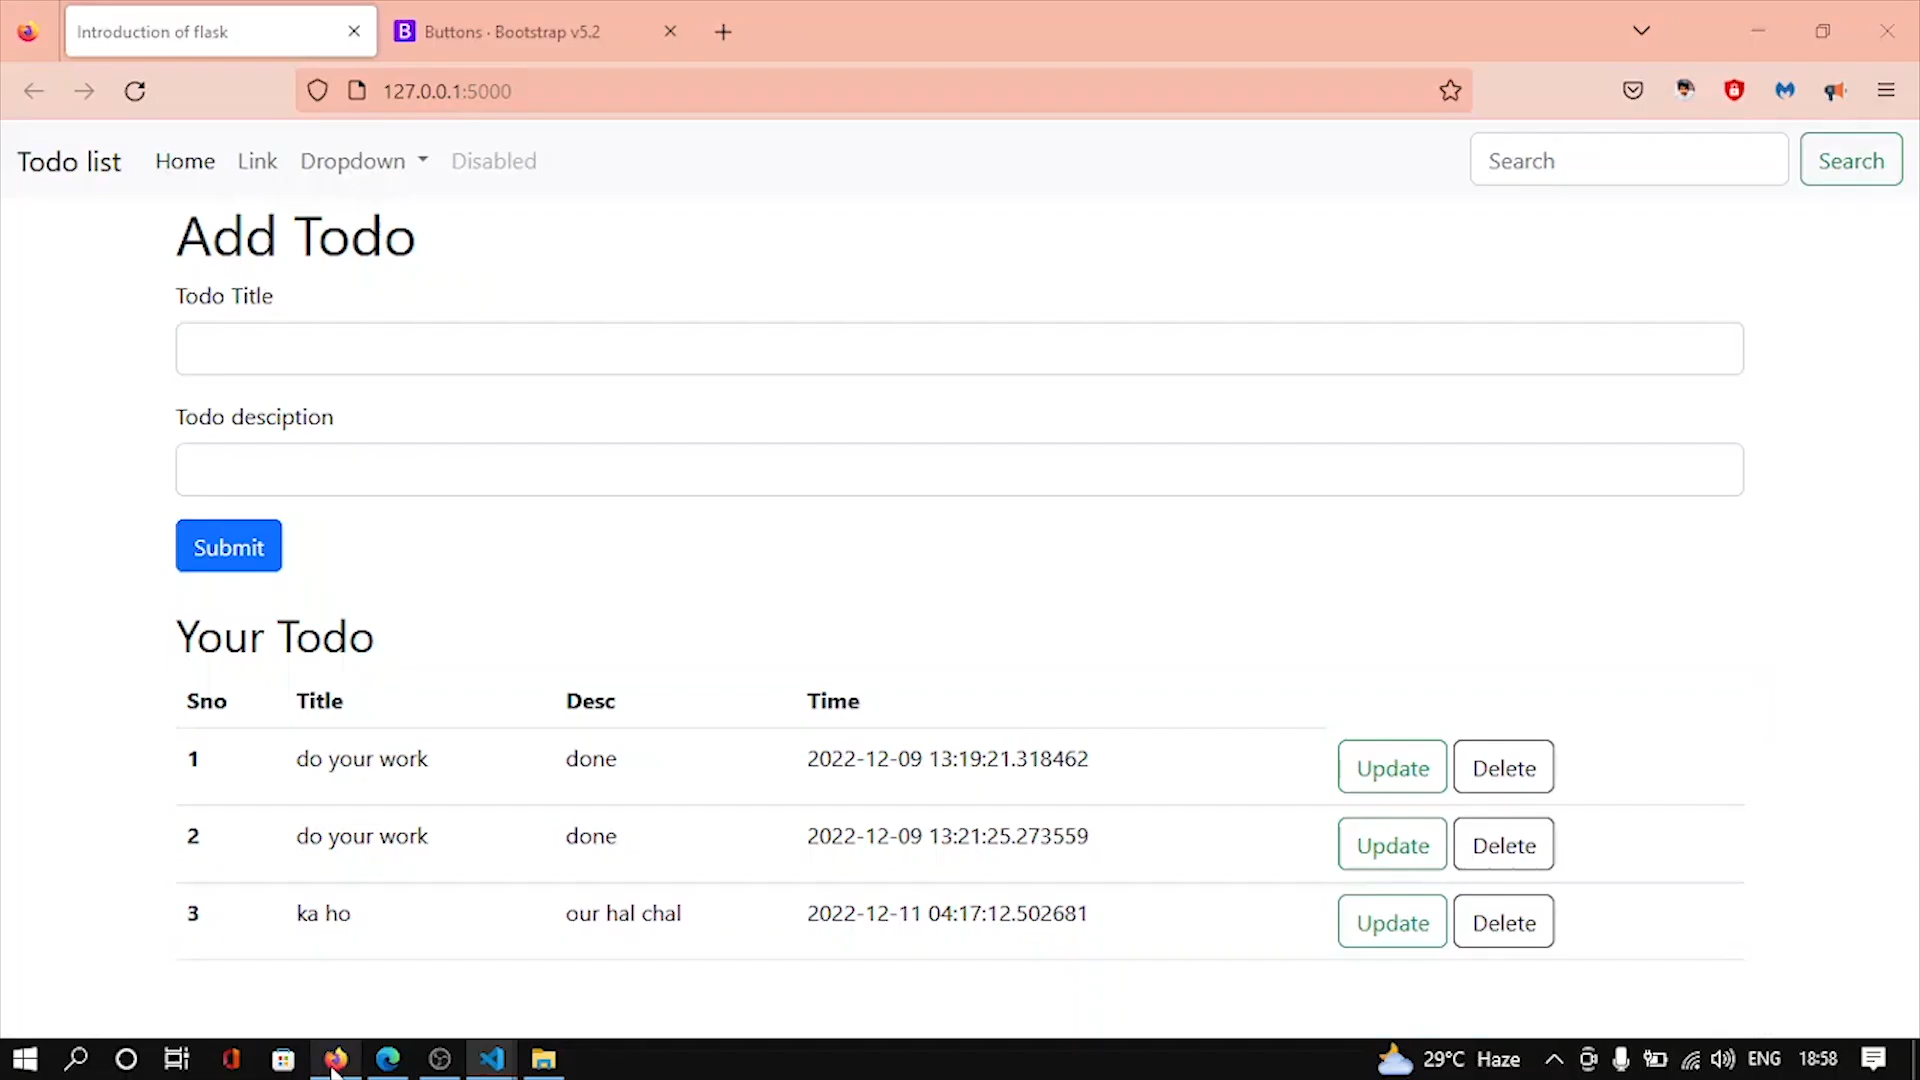 Introduction of flask
B Buttons · Bootstrap v5.2
127.0.0.1:5000
Todo list Home Link Dropdown Disabled Search Search
Add Todo
Todo Title
Todo desciption
Submit
Your Todo
Sno Title Desc Time
1 do your work done 2022-12-09 13:19:21.318462 Update Delete
2 do your work done 2022-12-09 13:21:25.273559 Update Delete
3 ka ho our hal chal 2022-12-11 04:17:12.502681 Update Delete
29°C Haze ENG 18:58